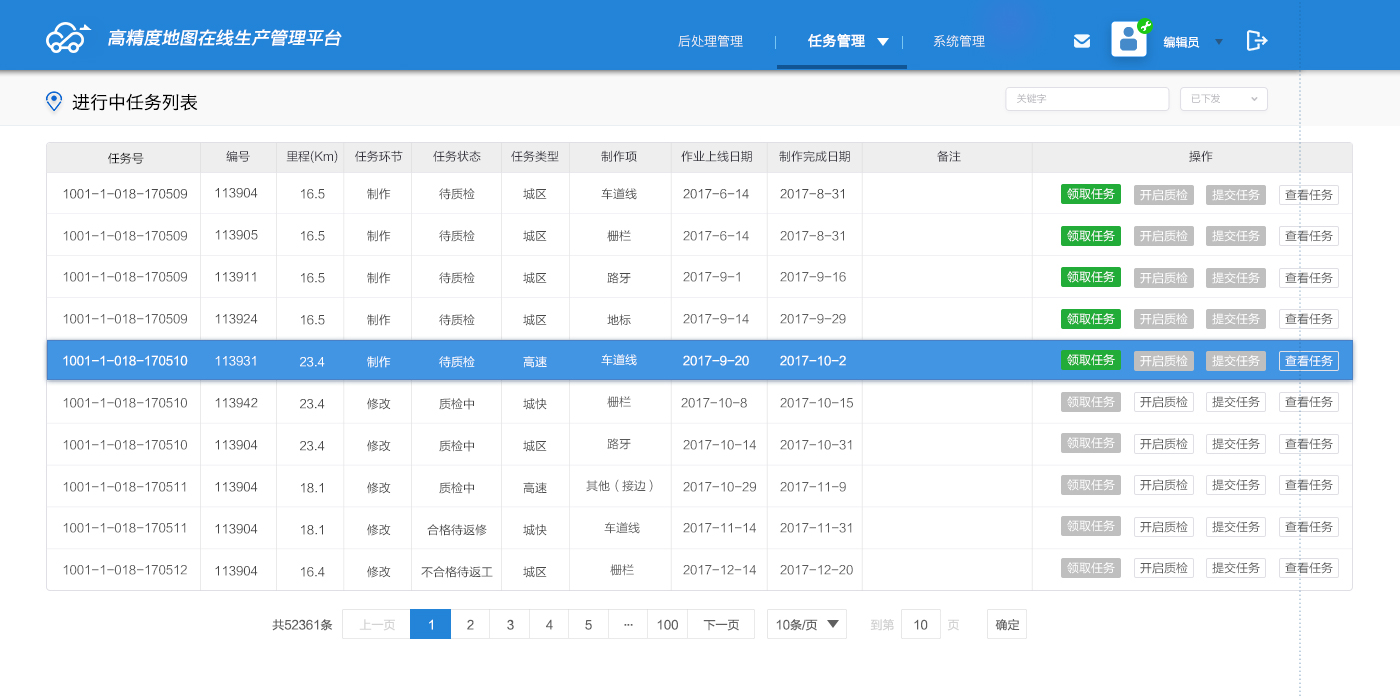 高精度地图在线生产管理平台
后处理管理 | 任务管理 | 系统管理 编辑员
进行中任务列表 关键字 已下发
任务号 编号 里程(Km) 任务环节 任务状态 任务类型 制作项 作业上线日期 制作完成日期 备注 操作
1001-1-018-170509 113904 16.5 制作 待质检 城区 车道线 2017-6-14 2017-8-31 领取任务 开启质检 提交任务 查看任务
1001-1-018-170509 113905 16.5 制作 待质检 城区 栅栏 2017-6-14 2017-8-31 领取任务 开启质检 提交任务 查看任务
1001-1-018-170509 113911 16.5 制作 待质检 城区 路牙 2017-9-1 2017-9-16 领取任务 开启质检 提交任务 查看任务
1001-1-018-170509 113924 16.5 制作 待质检 城区 地标 2017-9-14 2017-9-29 领取任务 开启质检 提交任务 查看任务
1001-1-018-170510 113931 23.4 制作 待质检 高速 车道线 2017-9-20 2017-10-2 领取任务 开启质检 提交任务 查看任务
1001-1-018-170510 113942 23.4 修改 质检中 城快 栅栏 2017-10-8 2017-10-15 领取任务 开启质检 提交任务 查看任务
1001-1-018-170510 113904 23.4 修改 质检中 城区 路牙 2017-10-14 2017-10-31 领取任务 开启质检 提交任务 查看任务
1001-1-018-170511 113904 18.1 修改 质检中 高速 其他（接边） 2017-10-29 2017-11-9 领取任务 开启质检 提交任务 查看任务
1001-1-018-170511 113904 18.1 修改 合格待返修 城快 车道线 2017-11-14 2017-11-31 领取任务 开启质检 提交任务 查看任务
1001-1-018-170512 113904 16.4 修改 不合格待返工 城区 栅栏 2017-12-14 2017-12-20 领取任务 开启质检 提交任务 查看任务
共52361条 上一页 1 2 3 4 5 ··· 100 下一页 10条/页 到第 10 页 确定